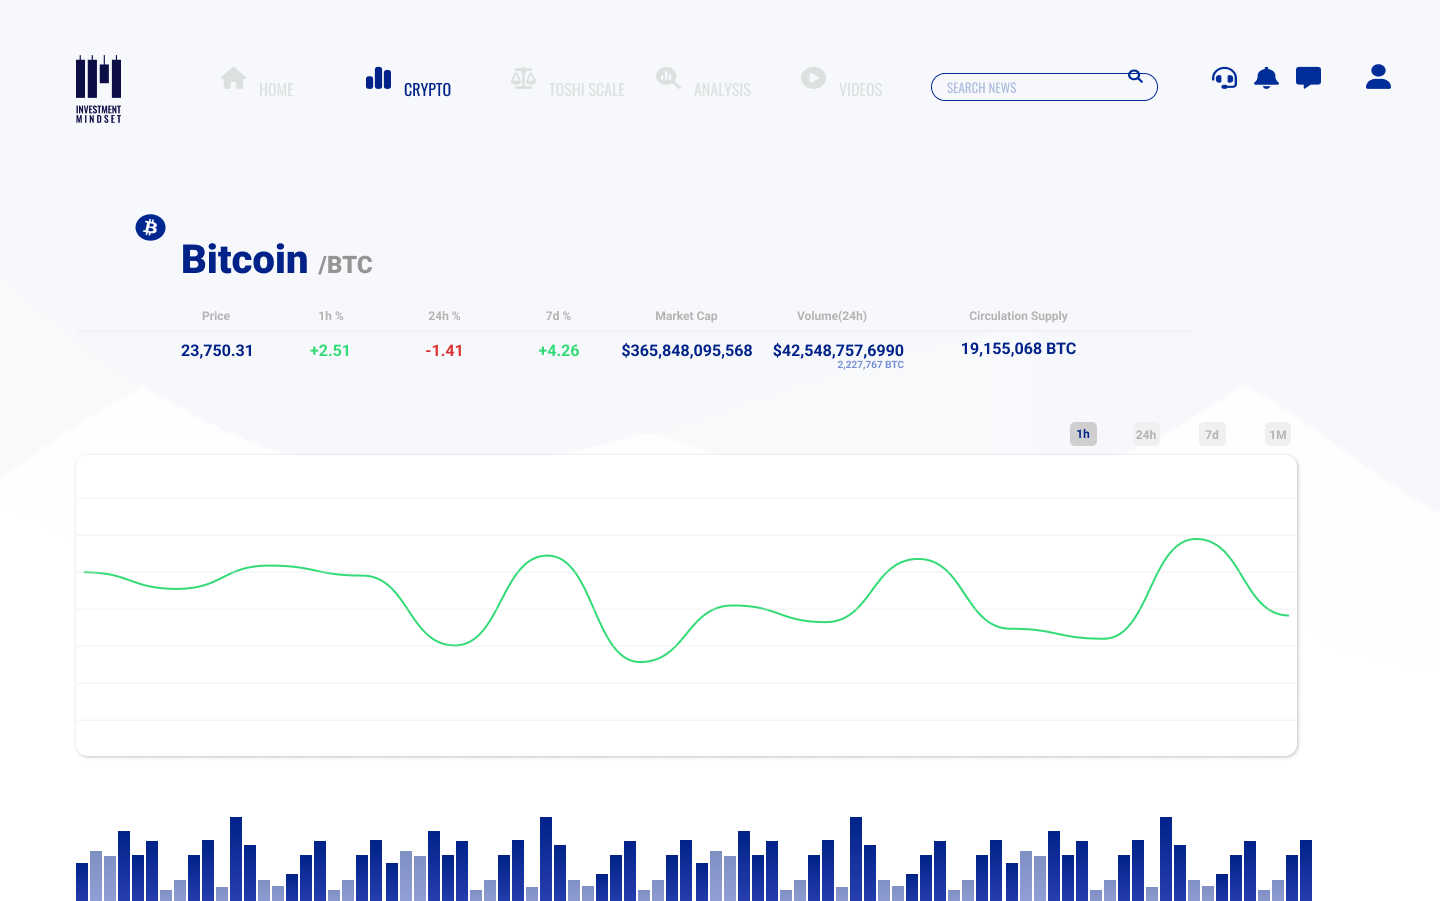 INVESTMENT
MINDSET
HOME
CRYPTO
TOSHI SCALE
ANALYSIS
VIDEOS
SEARCH NEWS
Bitcoin /BTC
Price 1h % 24h % 7d % Market Cap Volume(24h) Circulation Supply
23,750.31 +2.51 -1.41 +4.26 $365,848,095,568 $42,548,757,6990 19,155,068 BTC
2,227,767 BTC
1h 24h 7d 1M